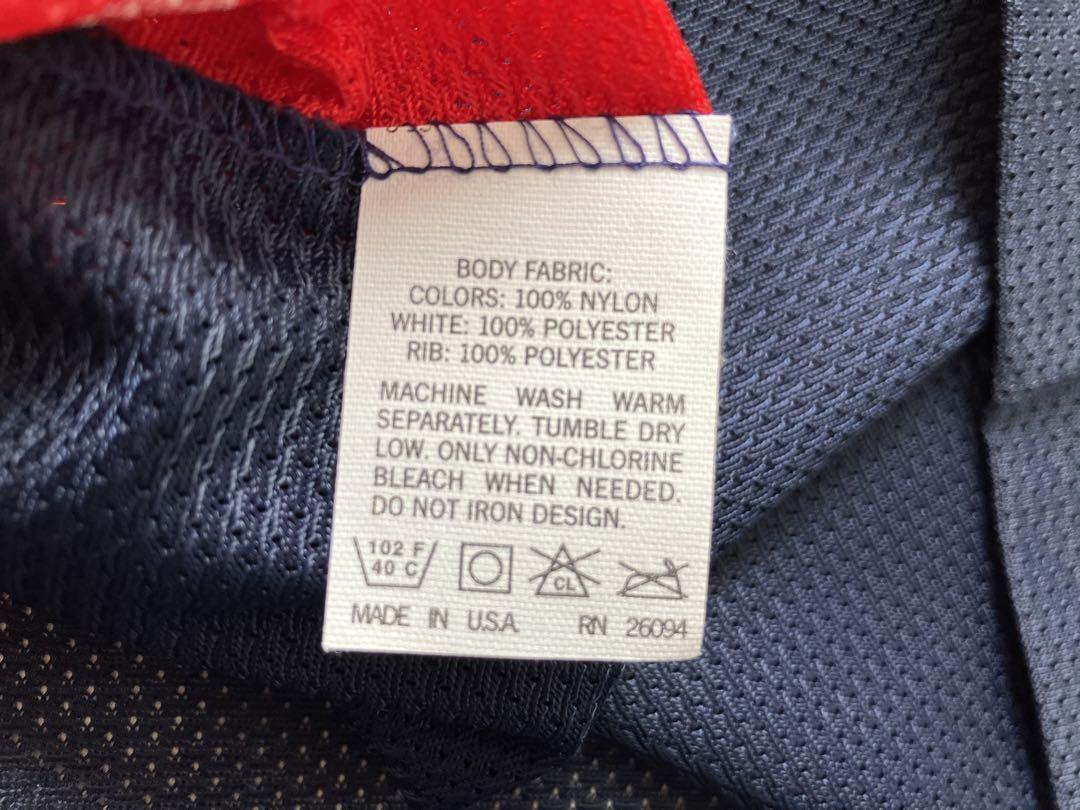 BODY FABRIC:
COLORS: 100% NYLON
WHITE: 100% POLYESTER
RIB: 100% POLYESTER
MACHINE WASH WARM
SEPARATELY. TUMBLE DRY
LOW. ONLY NON-CHLORINE
BLEACH WHEN NEEDED.
DO NOT IRON DESIGN.
102 F
40 C
CL
MADE IN U.S.A. RN 26094